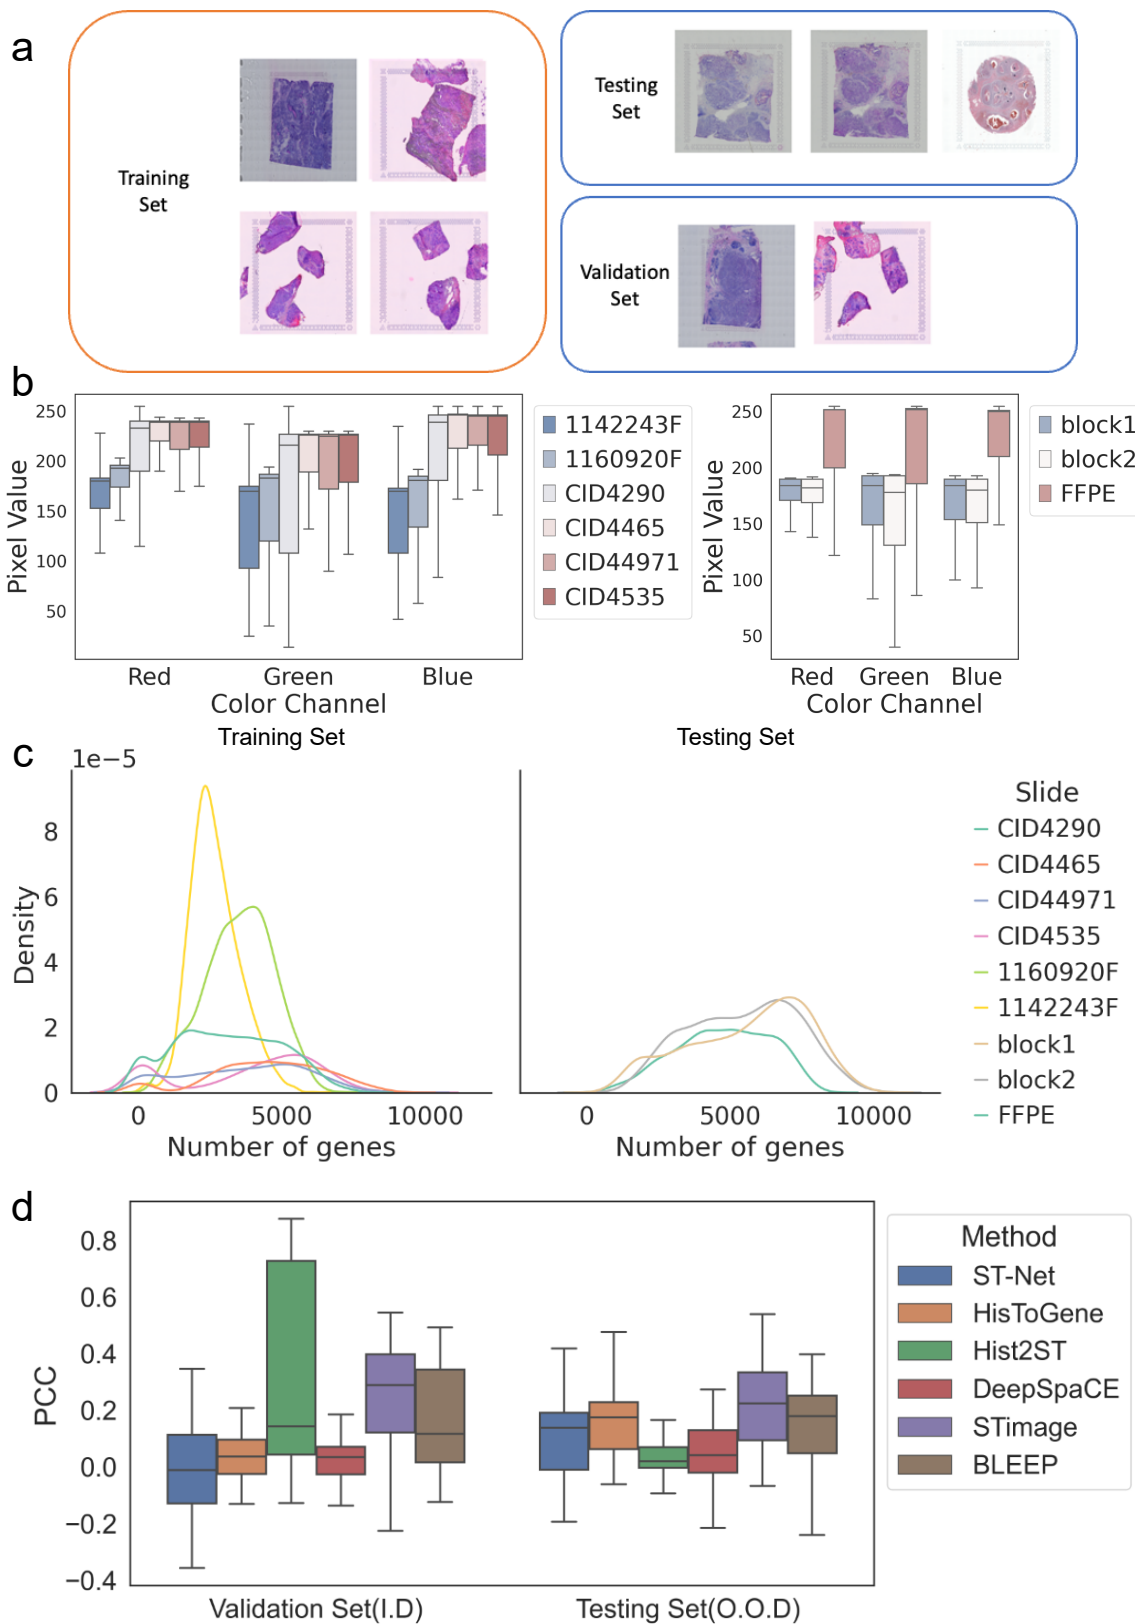 a
Training
Set
Testing
Set
Validation
Set
b
250
200
150
100
50
Pixel Value
Red
Green
Blue
Color Channel
Training Set
1142243F
1160920F
CID4290
CID4465
CID44971
CID4535
250
200
150
100
50
Pixel Value
Red
Green
Blue
Color Channel
Testing Set
block1
block2
FFPE
c
1e−5
8
6
4
2
0
Density
0
5000
10000
Number of genes
0
5000
10000
Number of genes
Slide
CID4290
CID4465
CID44971
CID4535
1160920F
1142243F
block1
block2
FFPE
d
0.8
0.6
0.4
0.2
0.0
−0.2
−0.4
PCC
Validation Set(I.D)
Testing Set(O.O.D)
Method
ST-Net
HisToGene
Hist2ST
DeepSpaCE
STimage
BLEEP